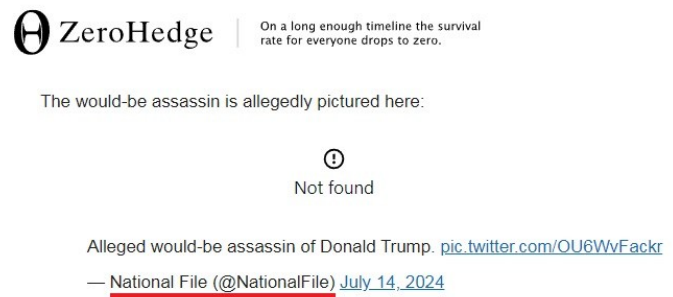 ZeroHedge
On a long enough timeline the survival
rate for everyone drops to zero.
The would-be assassin is allegedly pictured here:
Not found
Alleged would-be assassin of Donald Trump. pic.twitter.com/OU6WvFackr
— National File (@NationalFile) July 14, 2024